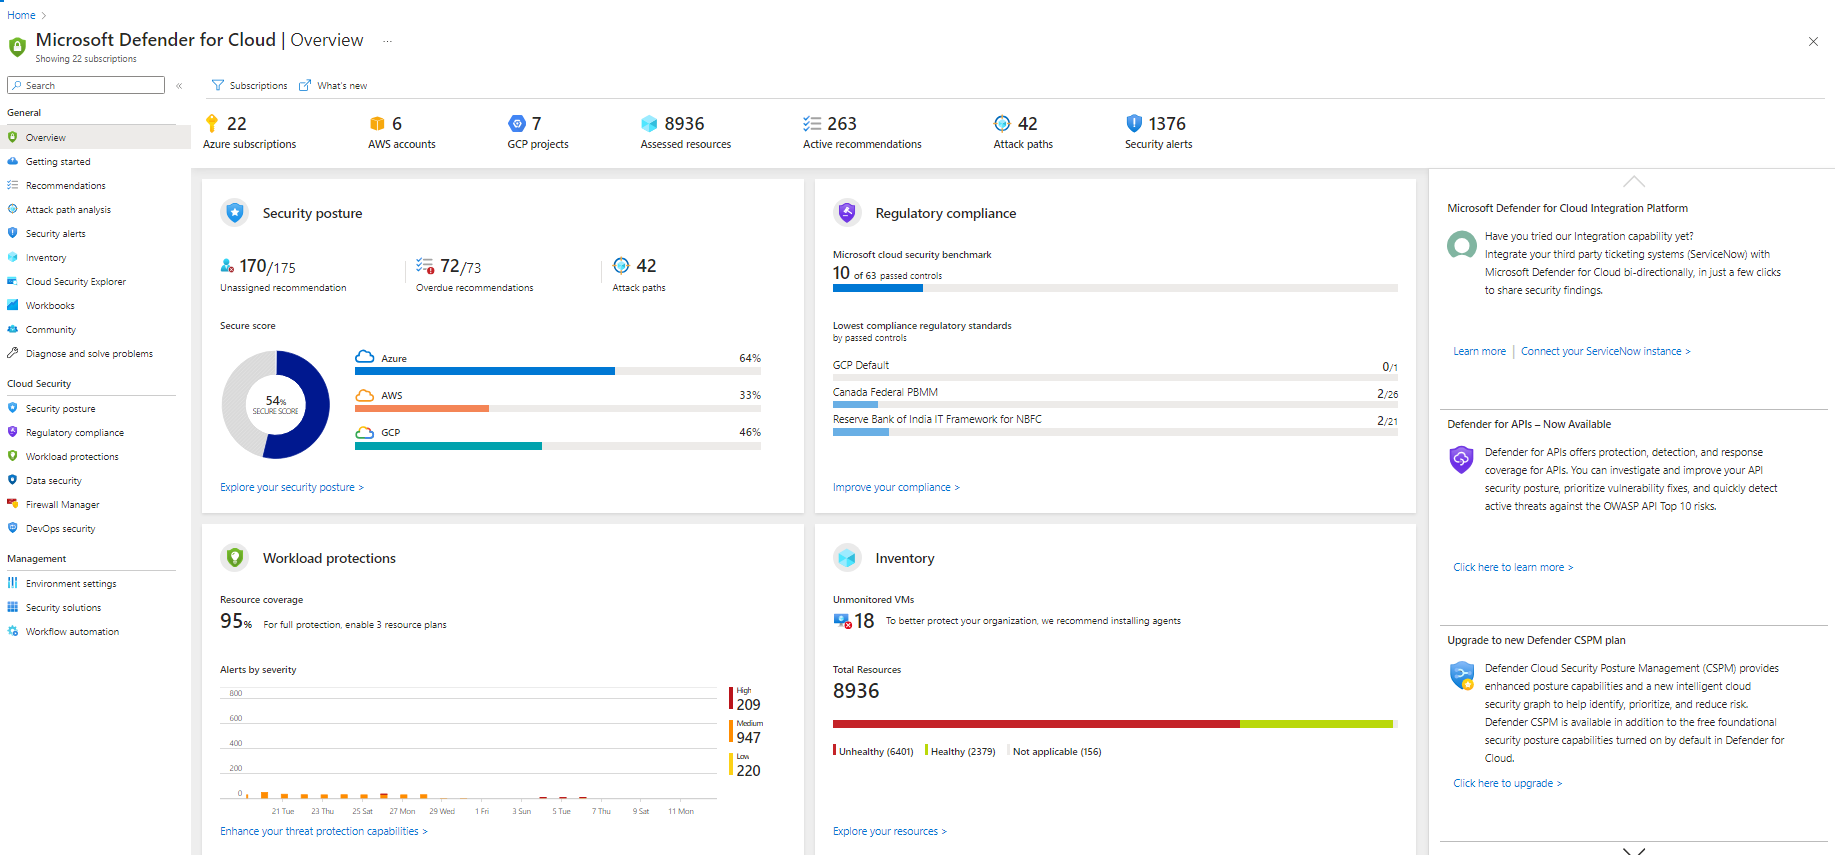 Home >
Microsoft Defender for Cloud | Overview ...
Showing 22 subscriptions
Search
«
Subscriptions
What's new
General
Overview
Getting started
Recommendations
Attack path analysis
Security alerts
Inventory
Cloud Security Explorer
Workbooks
Community
Diagnose and solve problems
Cloud Security
Security posture
Regulatory compliance
Workload protections
Data security
Firewall Manager
DevOps security
Management
Environment settings
Security solutions
Workflow automation
22
Azure subscriptions
6
AWS accounts
7
GCP projects
8936
Assessed resources
263
Active recommendations
42
Attack paths
1376
Security alerts
Security posture
170/175
Unassigned recommendation
72/73
Overdue recommendations
42
Attack paths
Secure score
54%
SECURE SCORE
Azure 64%
AWS 33%
GCP 46%
Explore your security posture >
Regulatory compliance
Microsoft cloud security benchmark
10 of 63 passed controls
Lowest compliance regulatory standards
by passed controls
GCP Default 0/1
Canada Federal PBMM 2/26
Reserve Bank of India IT Framework for NBFC 2/21
Improve your compliance >
Workload protections
Resource coverage
95% For full protection, enable 3 resource plans
Alerts by severity
800
600
400
200
0
21 Tue 23 Thu 25 Sat 27 Mon 29 Wed 1 Fri 3 Sun 5 Tue 7 Thu 9 Sat 11 Mon
High
209
Medium
947
Low
220
Enhance your threat protection capabilities >
Inventory
Unmonitored VMs
18 To better protect your organization, we recommend installing agents
Total Resources
8936
Unhealthy (6401) Healthy (2379) Not applicable (156)
Explore your resources >
Microsoft Defender for Cloud Integration Platform
Have you tried our Integration capability yet?
Integrate your third party ticketing systems (ServiceNow) with
Microsoft Defender for Cloud bi-directionally, in just a few clicks
to share security findings.
Learn more | Connect your ServiceNow instance >
Defender for APIs – Now Available
Defender for APIs offers protection, detection, and response
coverage for APIs. You can investigate and improve your API
security posture, prioritize vulnerability fixes, and quickly detect
active threats against the OWASP API Top 10 risks.
Click here to learn more >
Upgrade to new Defender CSPM plan
Defender Cloud Security Posture Management (CSPM) provides
enhanced posture capabilities and a new intelligent cloud
security graph to help identify, prioritize, and reduce risk.
Defender CSPM is available in addition to the free foundational
security posture capabilities turned on by default in Defender for
Cloud.
Click here to upgrade >